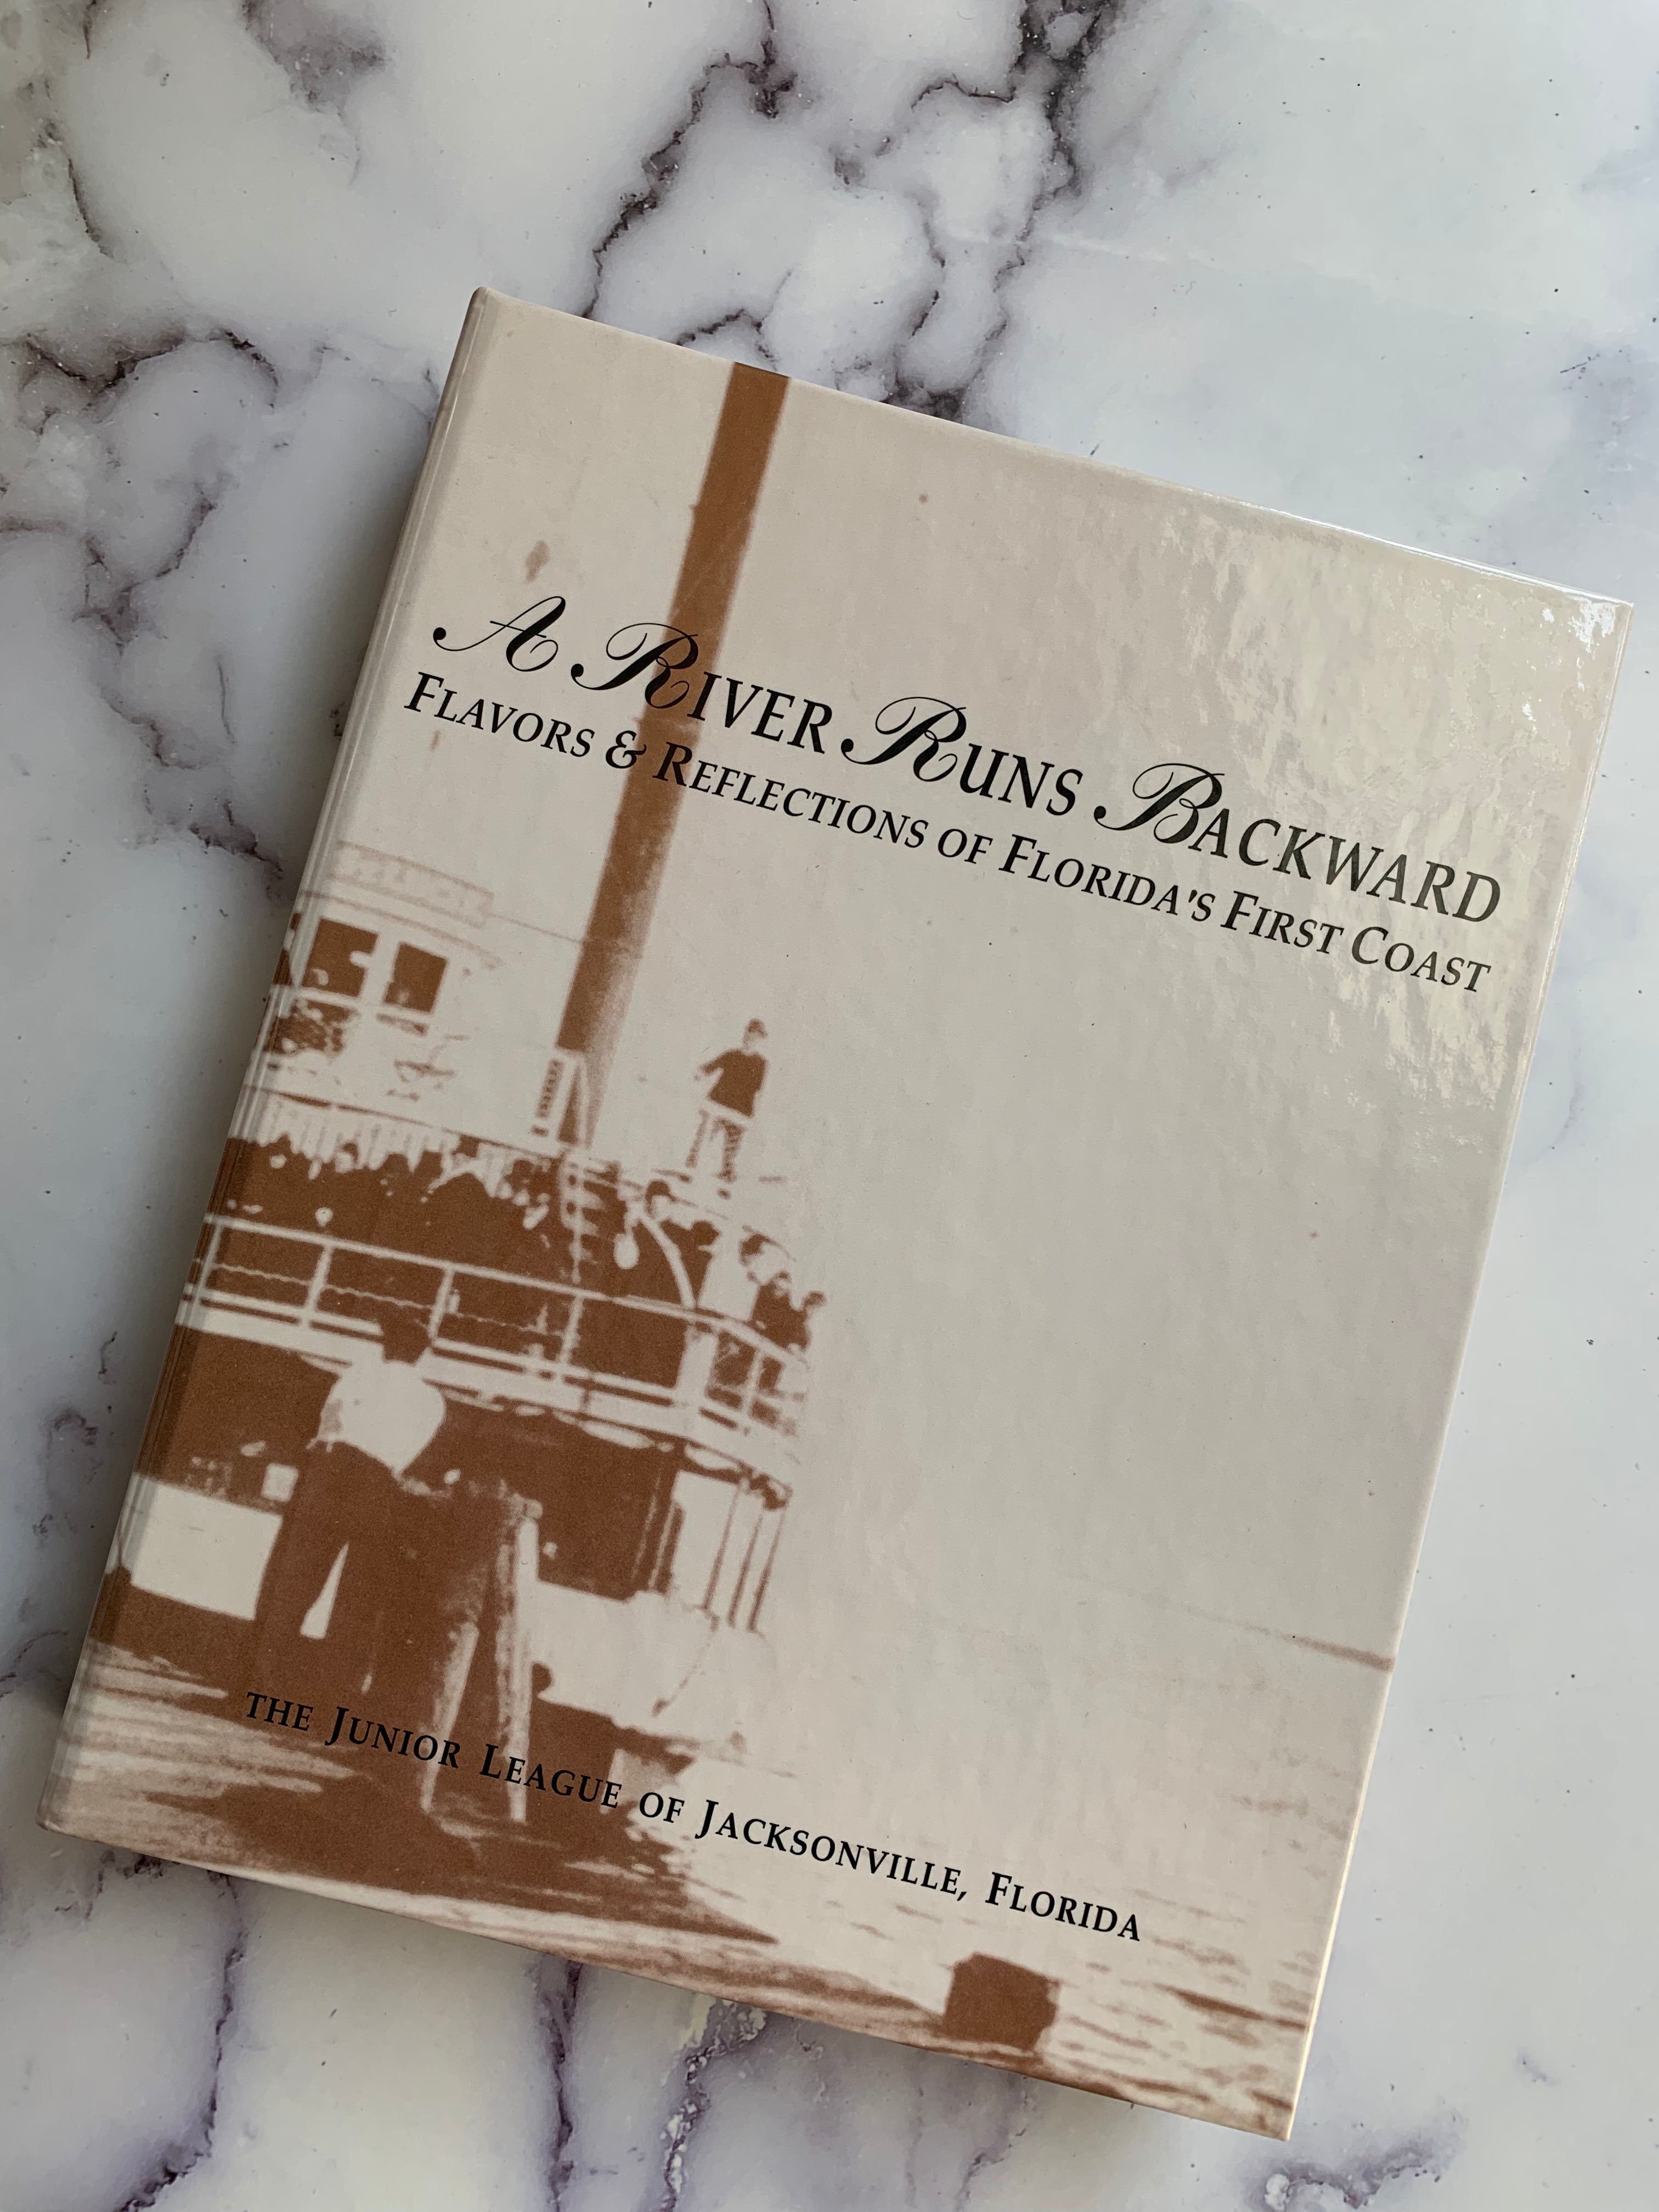 A River Runs Backward
Flavors & Reflections of Florida's First Coast
the Junior League of Jacksonville, Florida